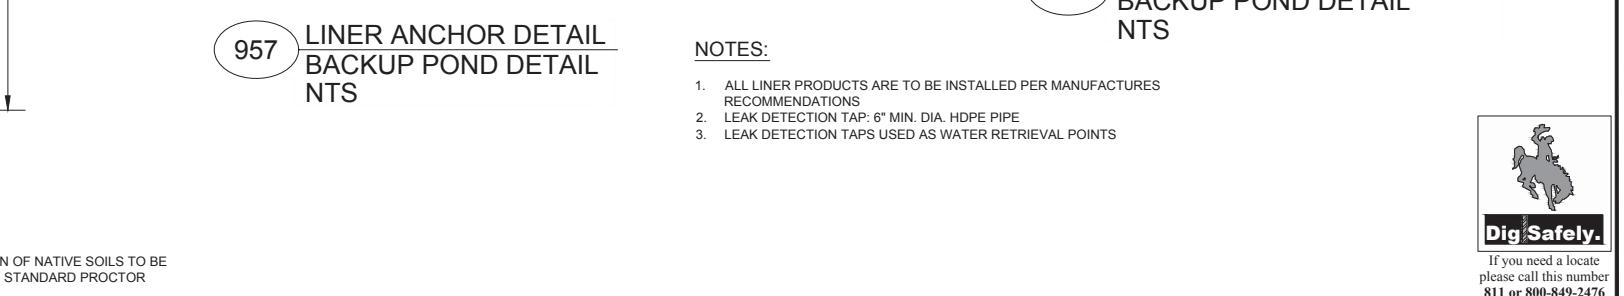 957
LINER ANCHOR DETAIL
BACKUP POND DETAIL
NTS
BACKUP POND DETAIL
NTS
NOTES:
1. ALL LINER PRODUCTS ARE TO BE INSTALLED PER MANUFACTURES
RECOMMENDATIONS
2. LEAK DETECTION TAP: 6" MIN. DIA. HDPE PIPE
3. LEAK DETECTION TAPS USED AS WATER RETRIEVAL POINTS
N OF NATIVE SOILS TO BE
STANDARD PROCTOR
Dig Safely.
If you need a locate
please call this number
811 or 800-849-2476